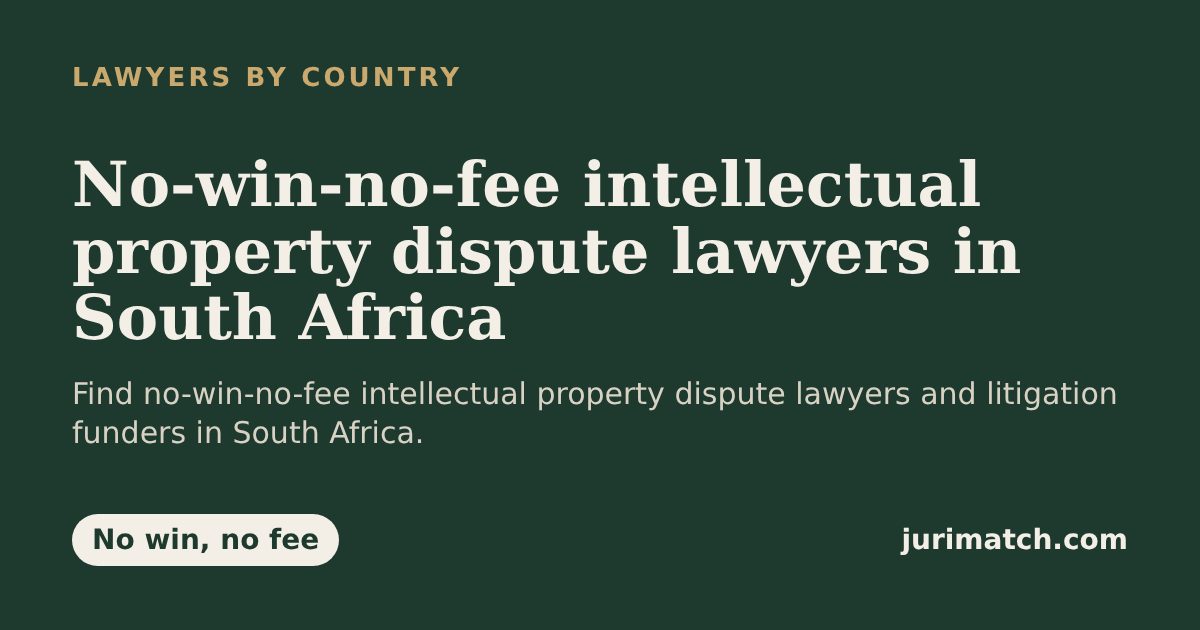 LAWYERS BY COUNTRY
No-win-no-fee intellectual
property dispute lawyers in
South Africa
Find no-win-no-fee intellectual property dispute lawyers and litigation
funders in South Africa.
No win, no fee
jurimatch.com